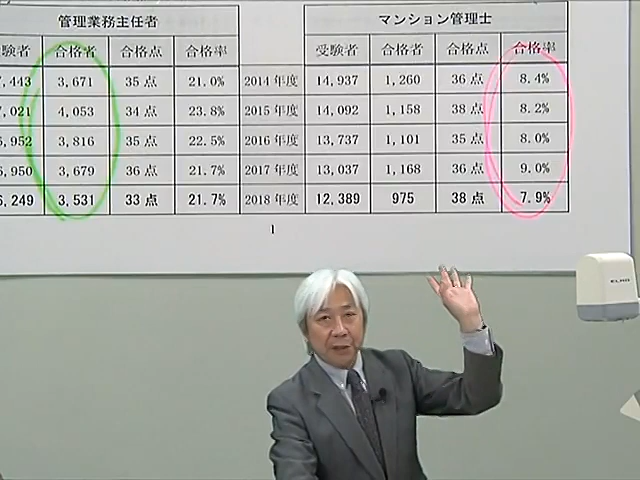 管理業務主任者 マンション管理士
験者 合格者 合格点 合格率 受験者 合格者 合格点 合格率
,443 3,671 35点 21.0% 2014年度 14,937 1,260 36点 8.4%
,021 4,053 34点 23.8% 2015年度 14,092 1,158 38点 8.2%
,952 3,816 35点 22.5% 2016年度 13,737 1,101 35点 8.0%
,950 3,679 36点 21.7% 2017年度 13,037 1,168 36点 9.0%
6,249 3,531 33点 21.7% 2018年度 12,389 975 38点 7.9%
1
ELMO